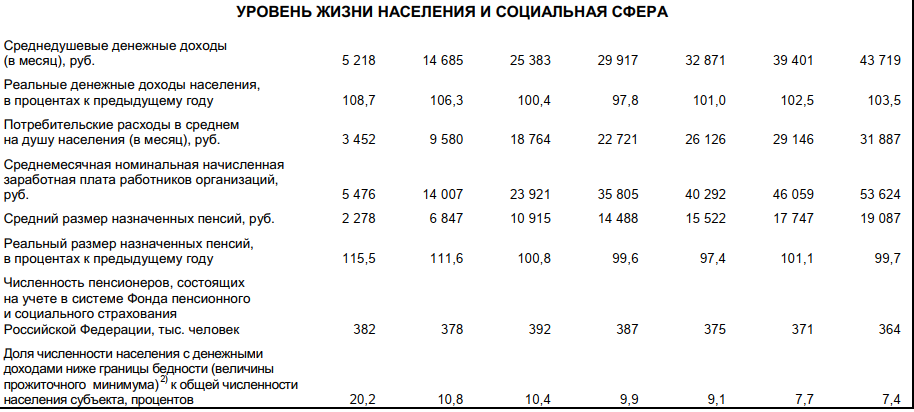 УРОВЕНЬ ЖИЗНИ НАСЕЛЕНИЯ И СОЦИАЛЬНАЯ СФЕРА
Среднедушевые денежные доходы
(в месяц), руб. 5 218 14 685 25 383 29 917 32 871 39 401 43 719
Реальные денежные доходы населения,
в процентах к предыдущему году 108,7 106,3 100,4 97,8 101,0 102,5 103,5
Потребительские расходы в среднем
на душу населения (в месяц), руб. 3 452 9 580 18 764 22 721 26 126 29 146 31 887
Среднемесячная номинальная начисленная
заработная плата работников организаций,
руб. 5 476 14 007 23 921 35 805 40 292 46 059 53 624
Средний размер назначенных пенсий, руб. 2 278 6 847 10 915 14 488 15 522 17 747 19 087
Реальный размер назначенных пенсий,
в процентах к предыдущему году 115,5 111,6 100,8 99,6 97,4 101,1 99,7
Численность пенсионеров, состоящих
на учете в системе Фонда пенсионного
и социального страхования
Российской Федерации, тыс. человек 382 378 392 387 375 371 364
Доля численности населения с денежными
доходами ниже границы бедности (величины
прожиточного минимума)2) к общей численности
населения субъекта, процентов 20,2 10,8 10,4 9,9 9,1 7,7 7,4